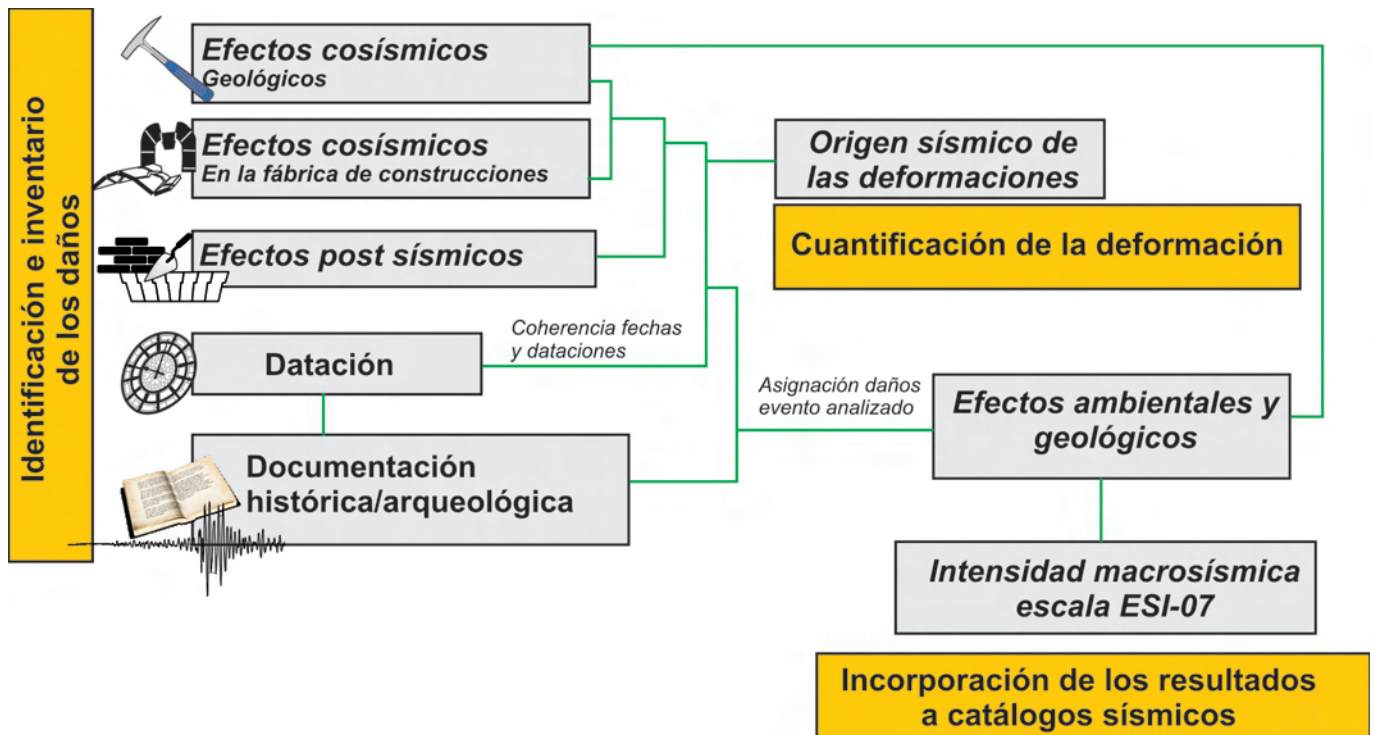 Identificación e inventario
de los daños
Efectos cosísmicos
Geológicos
Efectos cosísmicos
En la fábrica de construcciones
Efectos post sísmicos
Datación
Documentación
histórica/arqueológica
Coherencia fechas
y dataciones
Origen sísmico de
las deformaciones
Cuantificación de la deformación
Asignación daños
evento analizado
Efectos ambientales y
geológicos
Intensidad macrosísmica
escala ESI-07
Incorporación de los resultados
a catálogos sísmicos